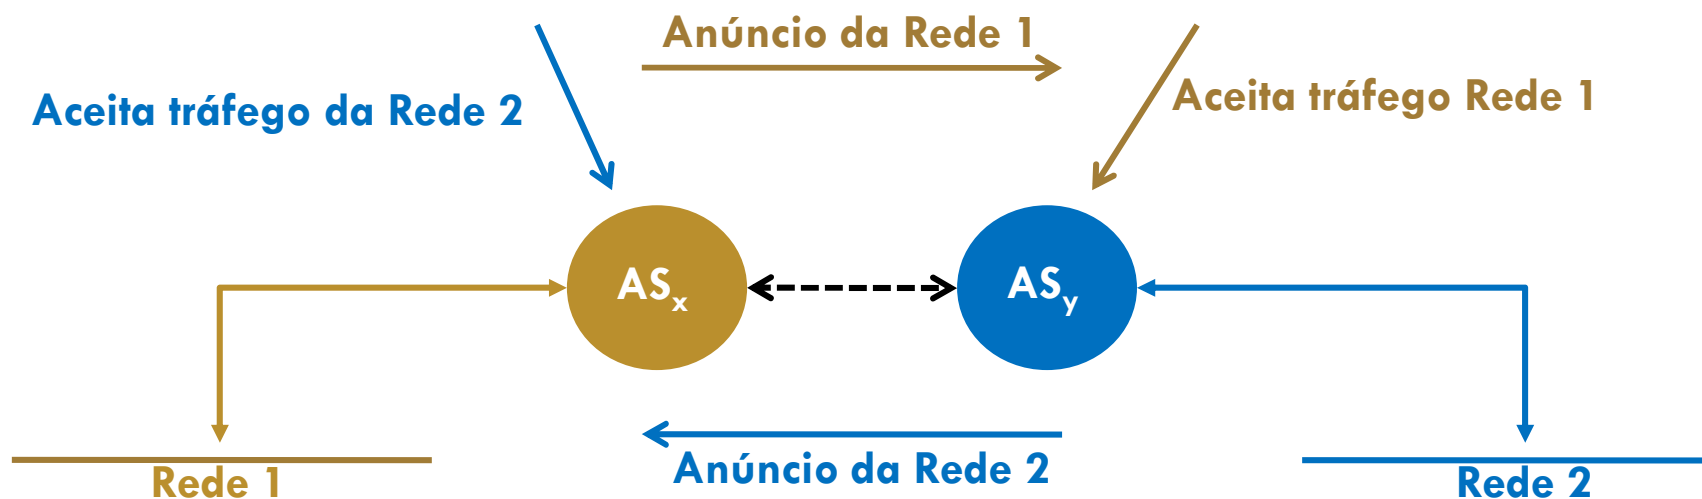 Anúncio da Rede 1
Aceita tráfego da Rede 2
Aceita tráfego Rede 1
ASx
ASy
Anúncio da Rede 2
Rede 1
Rede 2